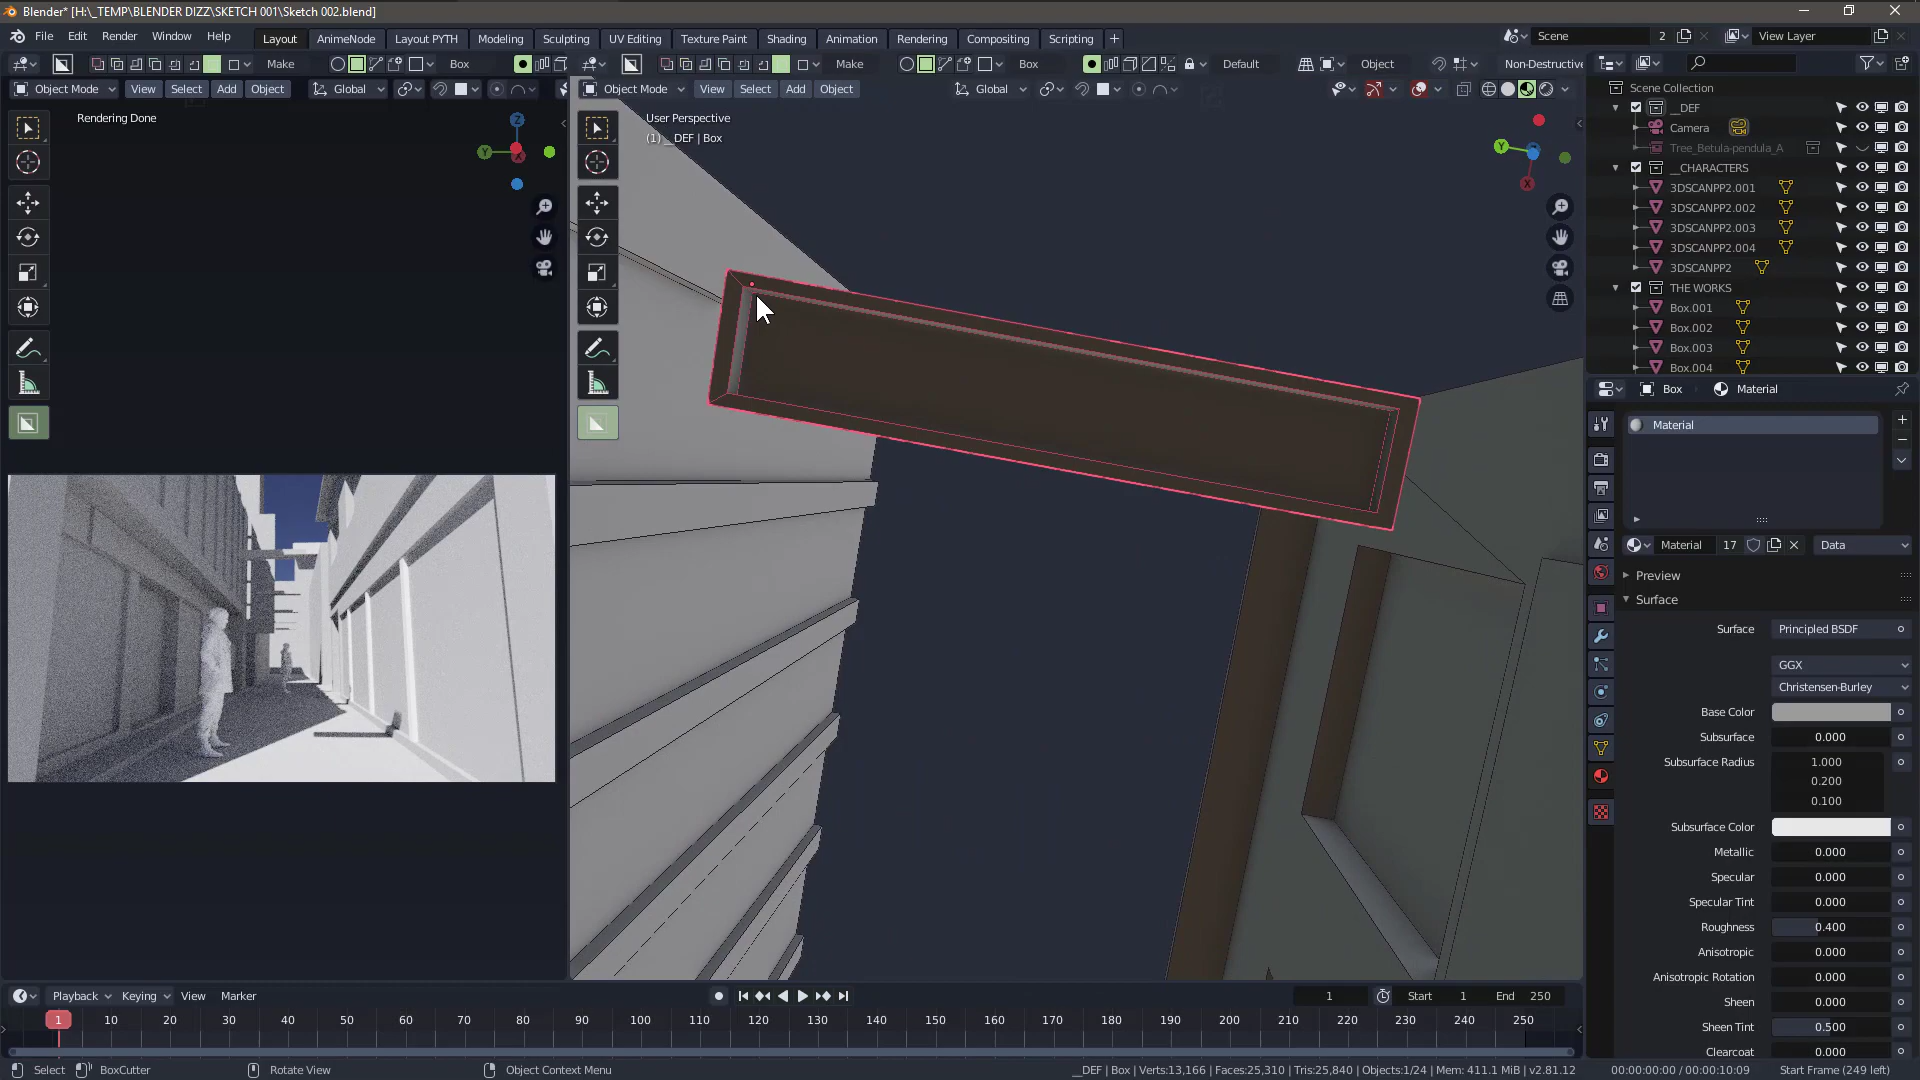 Blender* [H:\_TEMP\BLENDER DIZZ\SKETCH 001\Sketch 002.blend]
File Edit Render Window Help
Layout AnimeNode Layout PYTH Modeling Sculpting UV Editing Texture Paint Shading Animation Rendering Compositing Scripting +
Scene 2 View Layer
Make Box
Make Box Default Object Non-Destructive
Object Mode View Select Add Object Global
Object Mode View Select Add Object Global
Rendering Done
User Perspective
(1) __DEF | Box
Z
Y
X
Y
X
Scene Collection
__DEF
Camera
Tree_Betula-pendula_A
__CHARACTERS
3DSCANPP2.001
3DSCANPP2.002
3DSCANPP2.003
3DSCANPP2.004
3DSCANPP2
THE WORKS
Box.001
Box.002
Box.003
Box.004
Box Material
Material
Material 17 Data
Preview
Surface
Surface Principled BSDF
GGX
Christensen-Burley
Base Color
Subsurface 0.000
Subsurface Radius 1.000
0.200
0.100
Subsurface Color
Metallic 0.000
Specular 0.000
Specular Tint 0.000
Roughness 0.400
Anisotropic 0.000
Anisotropic Rotation 0.000
Sheen 0.000
Sheen Tint 0.500
Clearcoat 0.000
Playback Keying View Marker 1 Start 1 End 250
1 10 20 30 40 50 60 70 80 90 100 110 120 130 140 150 160 170 180 190 200 210 220 230 240 250
Select BoxCutter Rotate View Object Context Menu __DEF | Box | Verts:13,166 | Faces:25,310 | Tris:25,840 | Objects:1/24 | Mem: 411.1 MiB | v2.81.12 00:00:00:00 / 00:00:10:09 Start Frame (249 left)